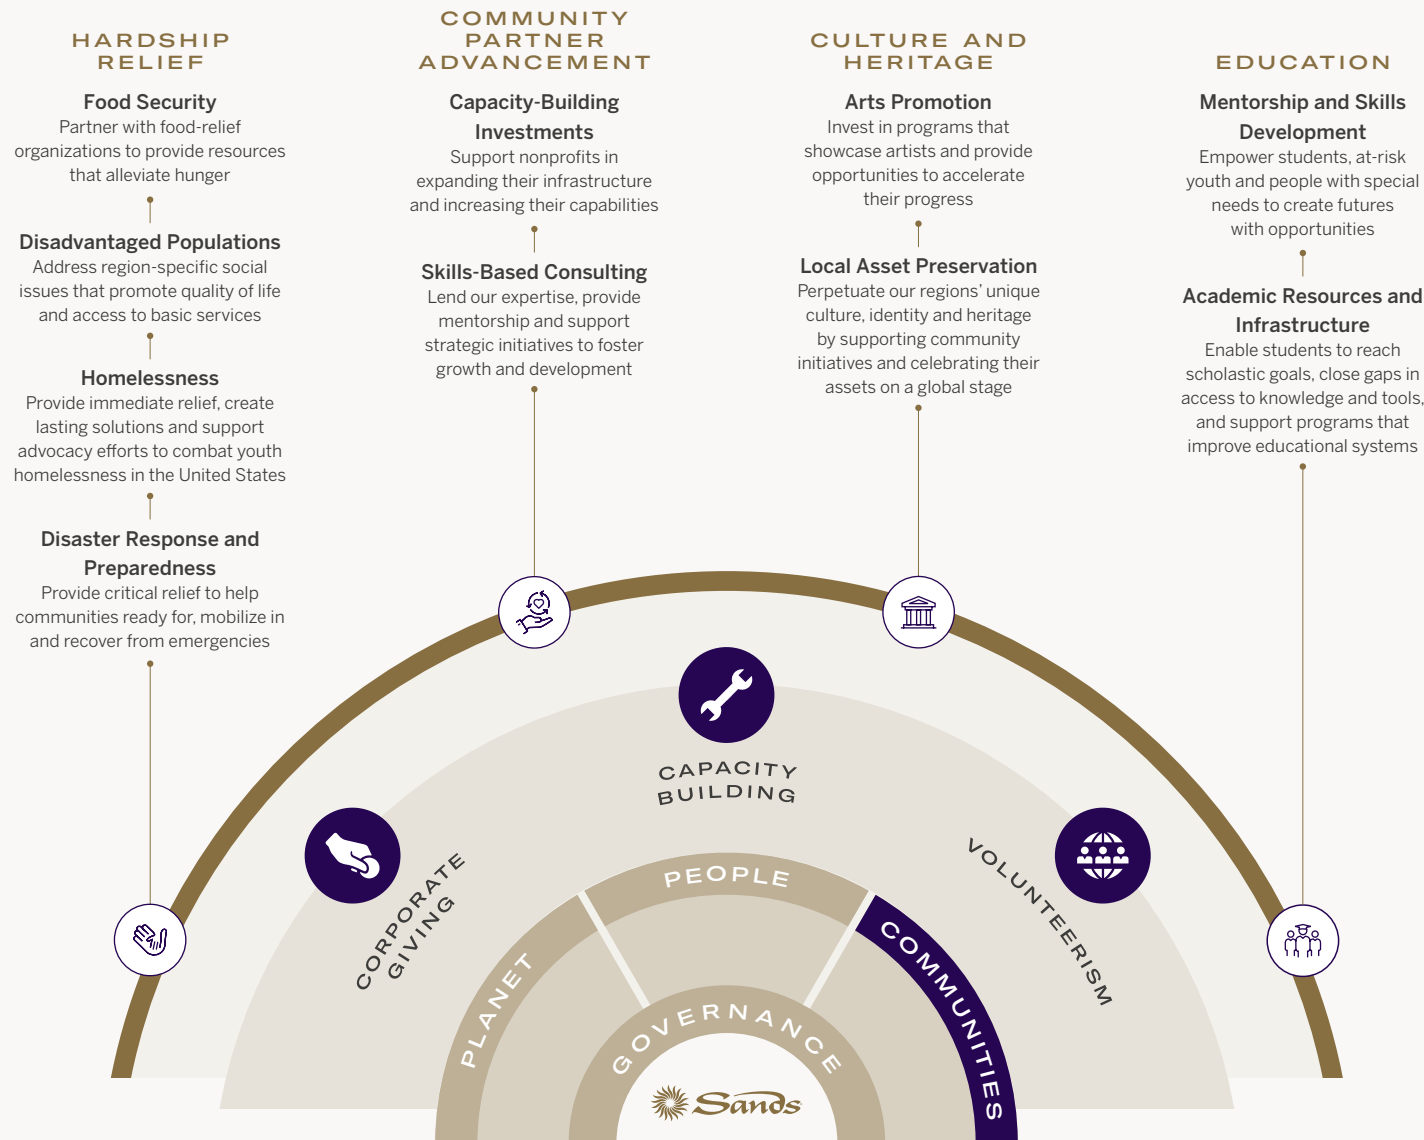 HARDSHIP
RELIEF
Food Security
Partner with food-relief
organizations to provide resources
that alleviate hunger
Disadvantaged Populations
Address region-specific social
issues that promote quality of life
and access to basic services
Homelessness
Provide immediate relief, create
lasting solutions and support
advocacy efforts to combat youth
homelessness in the United States
Disaster Response and
Preparedness
Provide critical relief to help
communities ready for, mobilize in
and recover from emergencies
COMMUNITY
PARTNER
ADVANCEMENT
Capacity-Building
Investments
Support nonprofits in
expanding their infrastructure
and increasing their capabilities
Skills-Based Consulting
Lend our expertise, provide
mentorship and support
strategic initiatives to foster
growth and development
CULTURE AND
HERITAGE
Arts Promotion
Invest in programs that
showcase artists and provide
opportunities to accelerate
their progress
Local Asset Preservation
Perpetuate our regions’ unique
culture, identity and heritage
by supporting community
initiatives and celebrating their
assets on a global stage
EDUCATION
Mentorship and Skills
Development
Empower students, at-risk
youth and people with special
needs to create futures
with opportunities
Academic Resources and
Infrastructure
Enable students to reach
scholastic goals, close gaps in
access to knowledge and tools,
and support programs that
improve educational systems
CORPORATE
GIVING
CAPACITY
BUILDING
VOLUNTEERISM
PLANET
PEOPLE
COMMUNITIES
GOVERNANCE
Sands